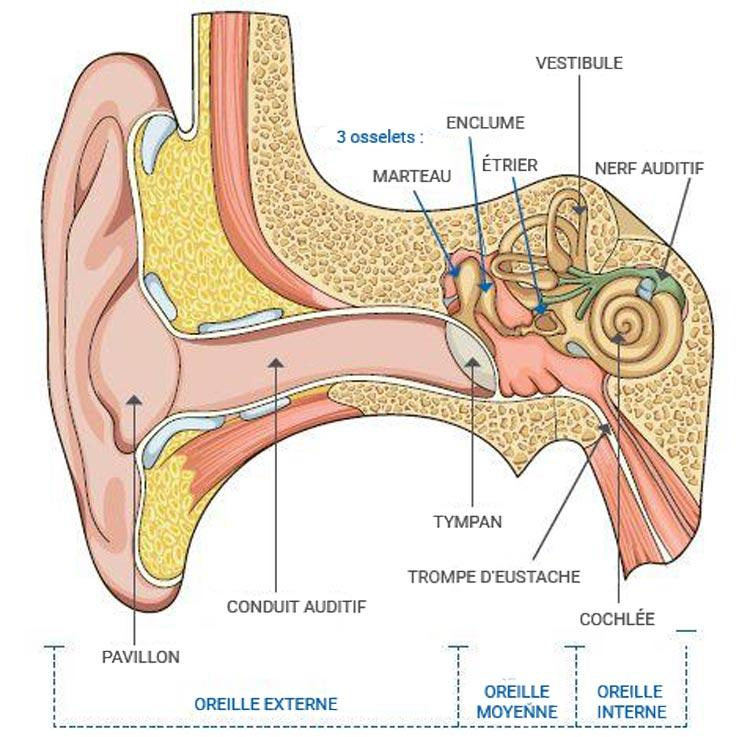 VESTIBULE
ENCLUME
3 osselets :
MARTEAU
ÉTRIER
NERF AUDITIF
TYMPAN
TROMPE D'EUSTACHE
CONDUIT AUDITIF
COCHLÉE
PAVILLON
OREILLE EXTERNE
OREILLE
MOYENNE
OREILLE
INTERNE